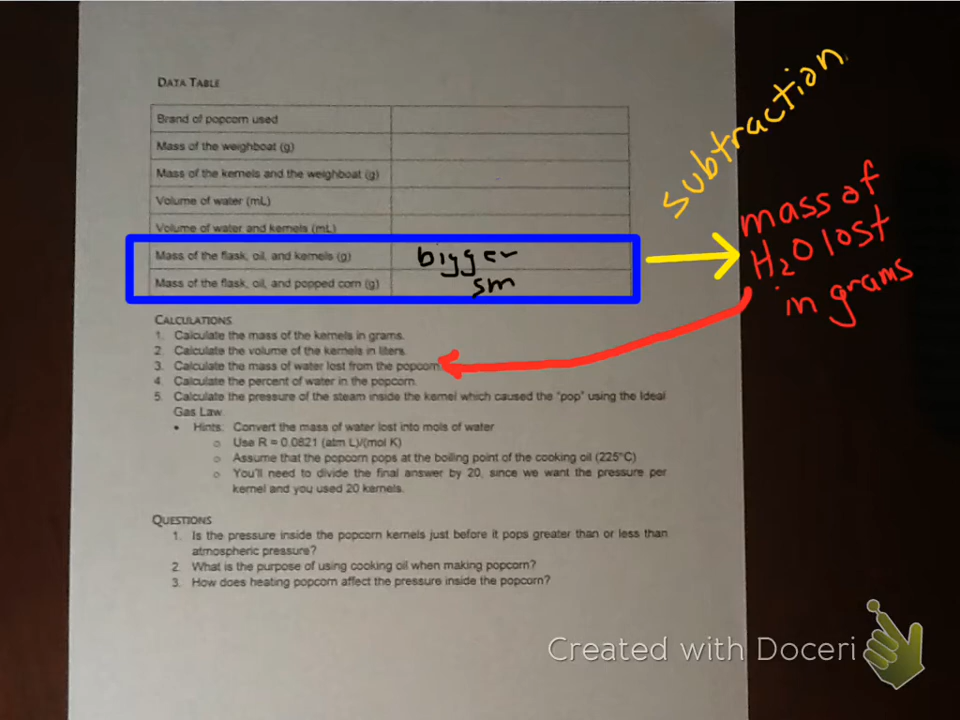 DATA TABLE
Brand of popcorn used
Mass of the weighboat (g)
Mass of the kernels and the weighboat (g)
Volume of water (mL)
Volume of water and kernels (mL)
Mass of the flask, oil, and kernels (g) bigger
Mass of the flask, oil, and popped corn (g) sm
subtraction
mass of
H2O lost
in grams
CALCULATIONS
1. Calculate the mass of the kernels in grams.
2. Calculate the volume of the kernels in liters.
3. Calculate the mass of water lost from the popcorn.
4. Calculate the percent of water in the popcorn.
5. Calculate the pressure of the steam inside the kernel which caused the "pop" using the Ideal
Gas Law.
• Hints: Convert the mass of water lost into mols of water
o Use R = 0.0821 (atm L)/(mol K)
o Assume that the popcorn pops at the boiling point of the cooking oil (225°C)
o You'll need to divide the final answer by 20, since we want the pressure per
kernel and you used 20 kernels.
QUESTIONS
1. Is the pressure inside the popcorn kernels just before it pops greater than or less than
atmospheric pressure?
2. What is the purpose of using cooking oil when making popcorn?
3. How does heating popcorn affect the pressure inside the popcorn?
Created with Doceri